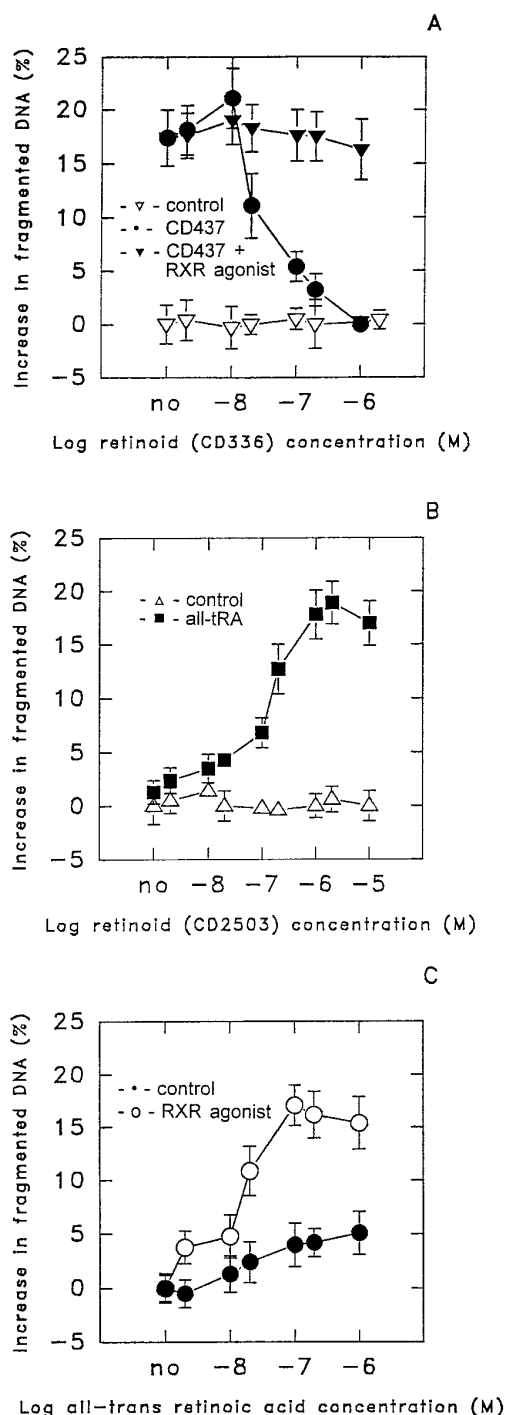 A
Increase in fragmented DNA (%)
25
20
15
10
5
0
−5
- ▽ - control
- • - CD437
- ▼ - CD437 +
RXR agonist
no −8 −7 −6
Log retinoid (CD336) concentration (M)
B
Increase in fragmented DNA (%)
25
20
15
10
5
0
−5
- △ - control
- ■ - all-tRA
no −8 −7 −6 −5
Log retinoid (CD2503) concentration (M)
C
Increase in fragmented DNA (%)
25
20
15
10
5
0
−5
- • - control
- ○ - RXR agonist
no −8 −7 −6
Log all-trans retinoic acid concentration (M)